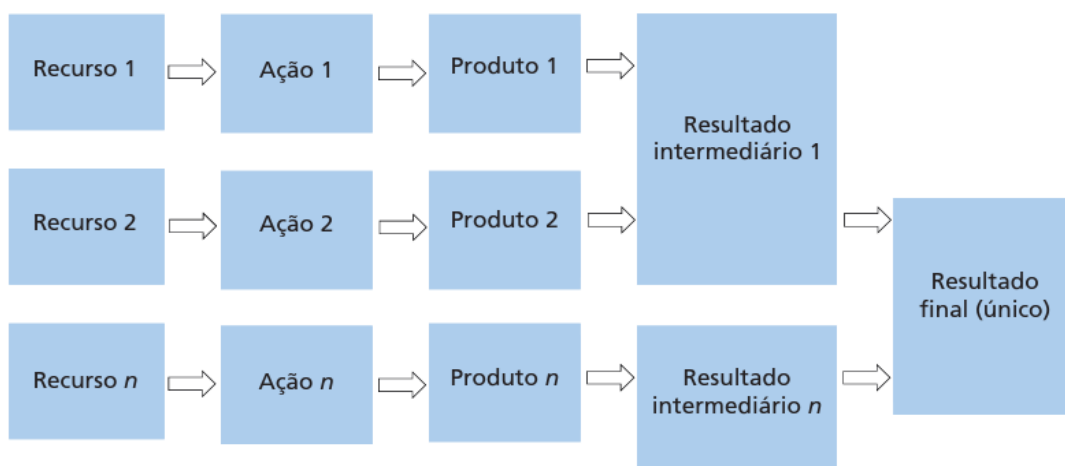 Recurso 1
Ação 1
Produto 1
Resultado
intermediário 1
Recurso 2
Ação 2
Produto 2
Resultado
final (único)
Recurso n
Ação n
Produto n
Resultado
intermediário n